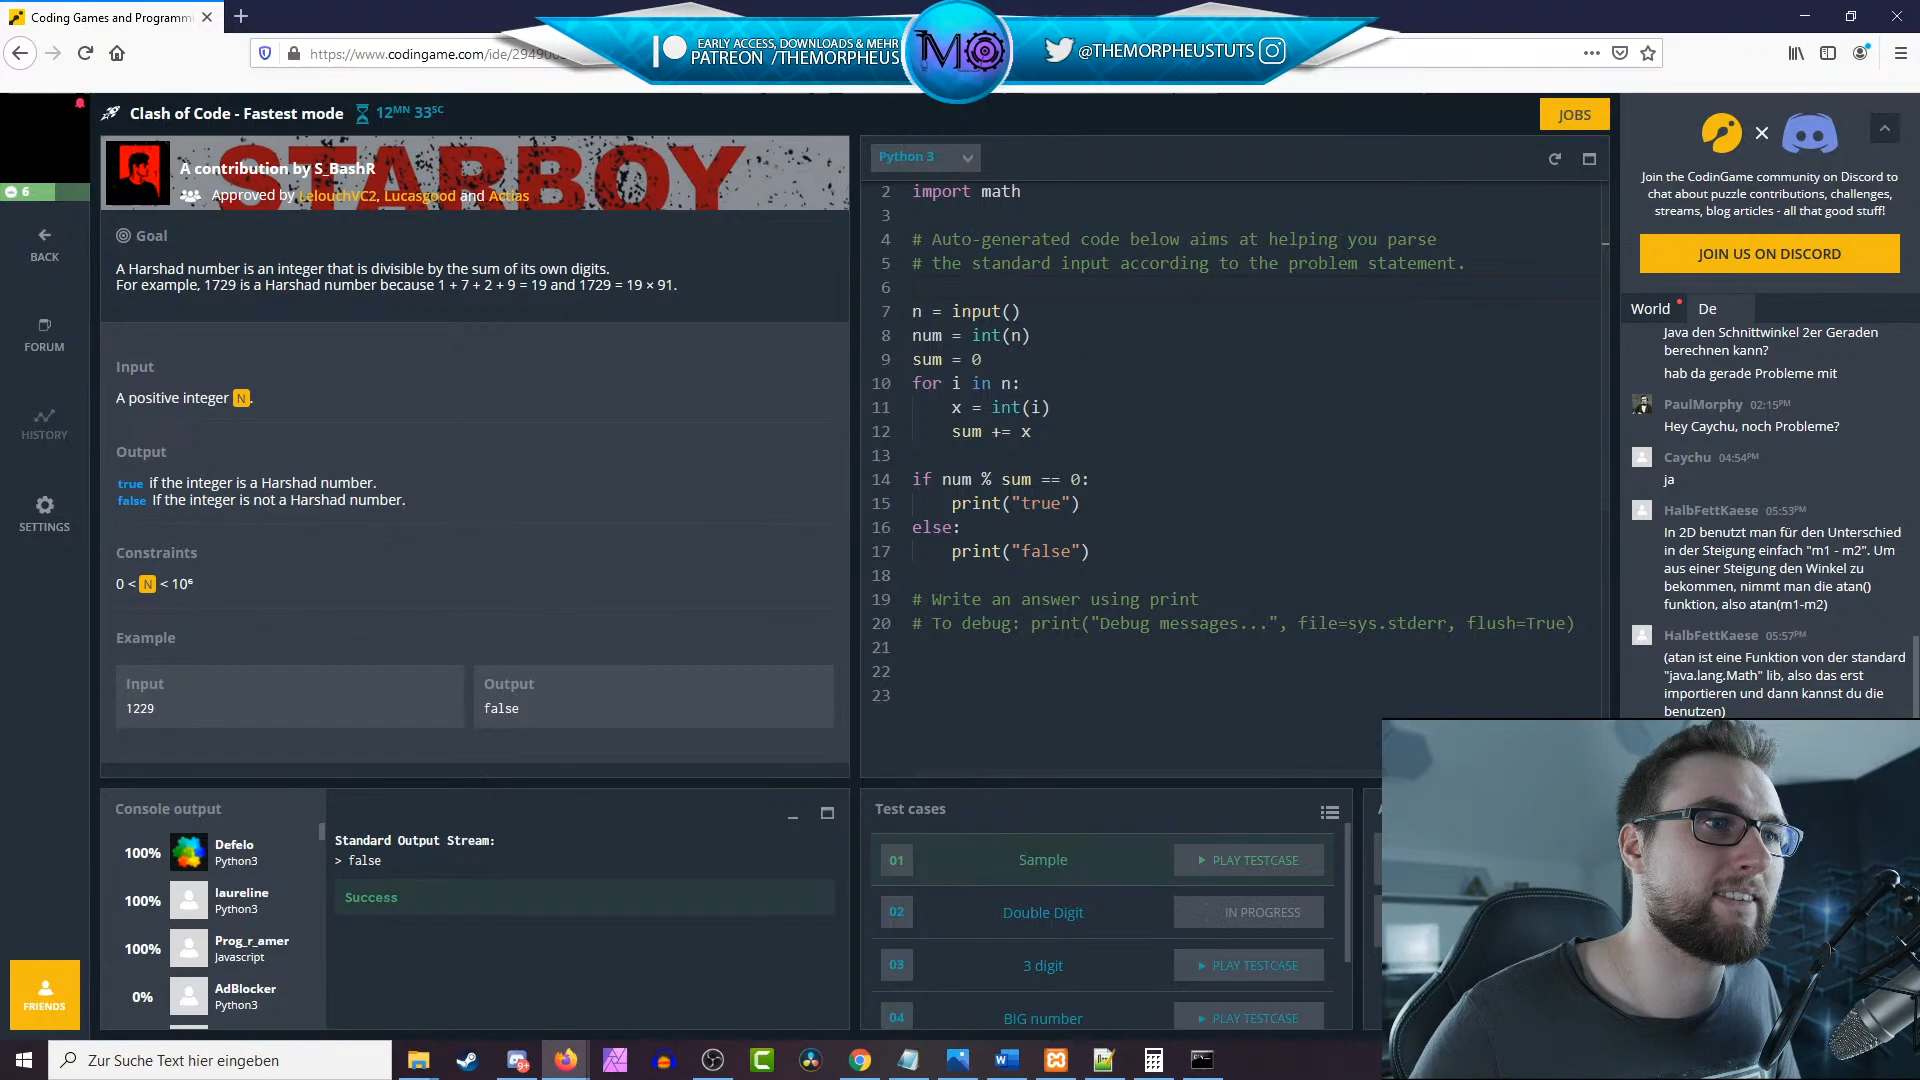 Coding Games and Programmi
https://www.codingame.com/ide/29490
EARLY ACCESS, DOWNLOADS & MEHR
PATREON /THEMORPHEUS
MO
@THEMORPHEUSTUTS
Clash of Code - Fastest mode
12MN 33SC
JOBS
STARBOY
A contribution by S_BashR
Approved by LelouchVC2, Lucasgood and Actias
6
BACK
FORUM
HISTORY
SETTINGS
FRIENDS
Goal
A Harshad number is an integer that is divisible by the sum of its own digits.
For example, 1729 is a Harshad number because 1 + 7 + 2 + 9 = 19 and 1729 = 19 × 91.
Input
A positive integer N.
Output
true if the integer is a Harshad number.
false If the integer is not a Harshad number.
Constraints
0 < N < 10⁶
Example
Input
1229
Output
false
Python 3
2 import math
3
4 # Auto-generated code below aims at helping you parse
5 # the standard input according to the problem statement.
6
7 n = input()
8 num = int(n)
9 sum = 0
10 for i in n:
11 x = int(i)
12 sum += x
13
14 if num % sum == 0:
15 print("true")
16 else:
17 print("false")
18
19 # Write an answer using print
20 # To debug: print("Debug messages...", file=sys.stderr, flush=True)
21
22
23
Console output
100% Defelo
Python3
100% laureline
Python3
100% Prog_r_amer
Javascript
0% AdBlocker
Python3
Standard Output Stream:
> false
Success
Test cases
01 Sample PLAY TESTCASE
02 Double Digit IN PROGRESS
03 3 digit PLAY TESTCASE
04 BIG number PLAY TESTCASE
X
Join the CodinGame community on Discord to
chat about puzzle contributions, challenges,
streams, blog articles - all that good stuff!
JOIN US ON DISCORD
World De
Java den Schnittwinkel 2er Geraden
berechnen kann?
hab da gerade Probleme mit
PaulMorphy 02:15PM
Hey Caychu, noch Probleme?
Caychu 04:54PM
ja
HalbFettKaese 05:53PM
In 2D benutzt man für den Unterschied
in der Steigung einfach "m1 - m2". Um
aus einer Steigung den Winkel zu
bekommen, nimmt man die atan()
funktion, also atan(m1-m2)
HalbFettKaese 05:57PM
(atan ist eine Funktion von der standard
"java.lang.Math" lib, also das erst
importieren und dann kannst du die
benutzen)
Zur Suche Text hier eingeben
9+